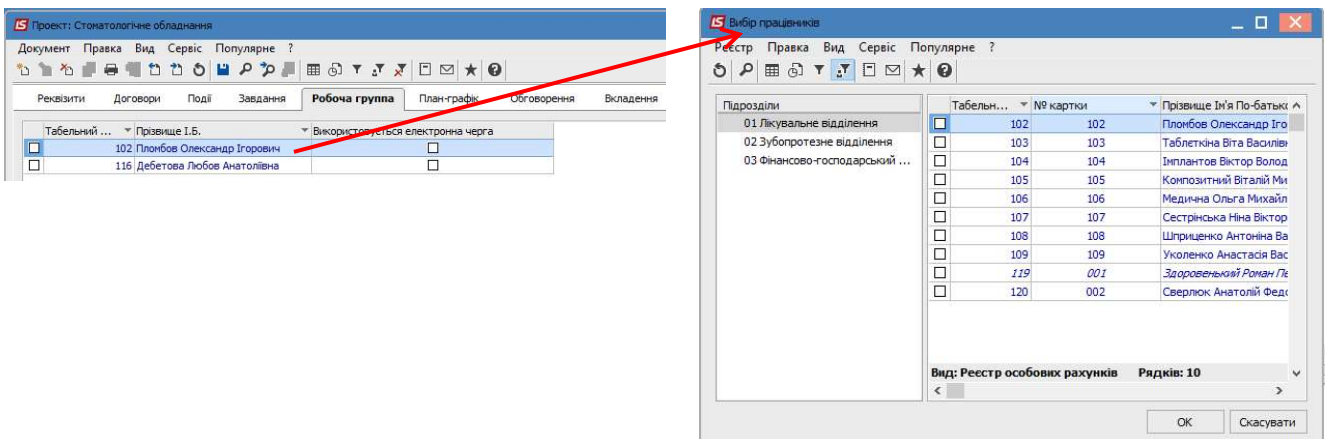 Проект: Стоматологічне обладнання
Документ Правка Вид Сервіс Популярне ?
Реквізити Договори Події Завдання Робоча группа План-графік Обговорення Вкладення
Табельний ... Прізвище І.Б. Використовується електронна черга
102 Пломбов Олександр Ігорович
116 Дебетова Любов Анатоліївна
Вибір працівників
Реєстр Правка Вид Сервіс Популярне ?
Підрозділи
01 Лікувальне відділення
02 Зубопротезне відділення
03 Фінансово-господарський ...
Табельн... № картки Прізвище Ім'я По-батькс
102 102 Пломбов Олександр Іго
103 103 Таблеткіна Віта Василівн
104 104 Імплантов Віктор Волод
105 105 Композитний Віталій Ми
106 106 Медична Ольга Михайл
107 107 Сестрінська Ніна Віктор
108 108 Шприценко Антоніна Ва
109 109 Уколенко Анастасія Вас
119 001 Здоровенький Роман Пе
120 002 Сверлюк Анатолій Федо
Вид: Реєстр особових рахунків Рядків: 10
OK Скасувати